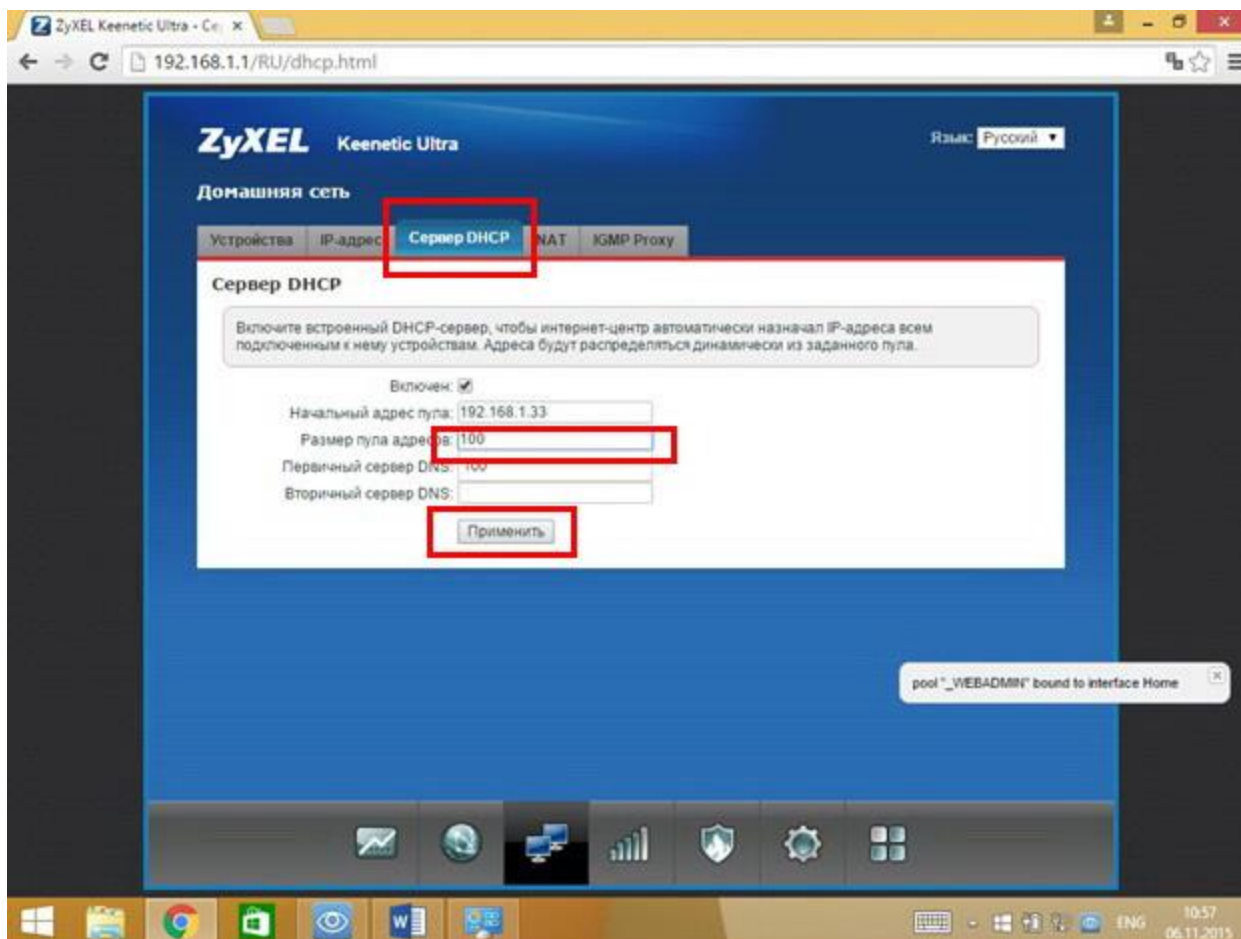 ZyXEL Keenetic Ultra - Се
192.168.1.1/RU/dhcp.html
ZyXEL Keenetic Ultra
Язык: Русский
Домашняя сеть
Устройства IP-адрес Сервер DHCP NAT IGMP Proxy
Сервер DHCP
Включите встроенный DHCP-сервер, чтобы интернет-центр автоматически назначал IP-адреса всем
подключенным к нему устройствам. Адреса будут распределяться динамически из заданного пула.
Включен:
Начальный адрес пула: 192.168.1.33
Размер пула адресов: 100
Первичный сервер DNS: 100
Вторичный сервер DNS:
Применить
pool "_WEBADMIN" bound to interface Home
ENG 10:57
06.11.2015